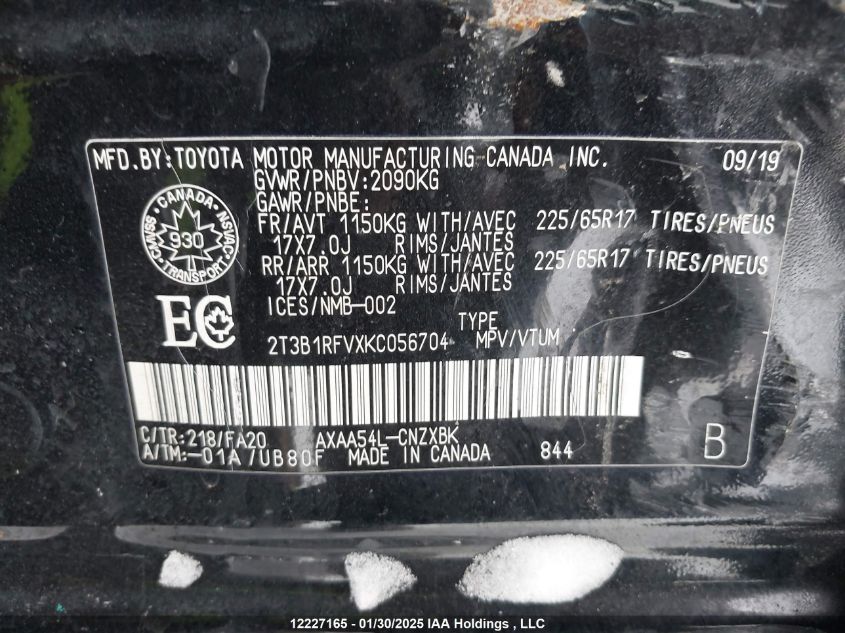 MFD.BY:TOYOTA MOTOR MANUFACTURING CANADA INC. 09/19
GVWR/PNBV:2090KG
GAWR/PNBE:
FR/AVT 1150KG WITH/AVEC 225/65R17 TIRES/PNEUS
17X7.0J RIMS/JANTES
RR/ARR 1150KG WITH/AVEC 225/65R17 TIRES/PNEUS
17X7.0J RIMS/JANTES
ICES/NMB-002
CANADA
CMVSS
NSVAC
930
TRANSPORT
EC
TYPE
2T3B1RFVXKC056704 MPV/VTUM
C/TR:218/FA20 AXAA54L-CNZXBK
A/TM:-01A/UB80F MADE IN CANADA 844 B
12227165 - 01/30/2025 IAA Holdings , LLC